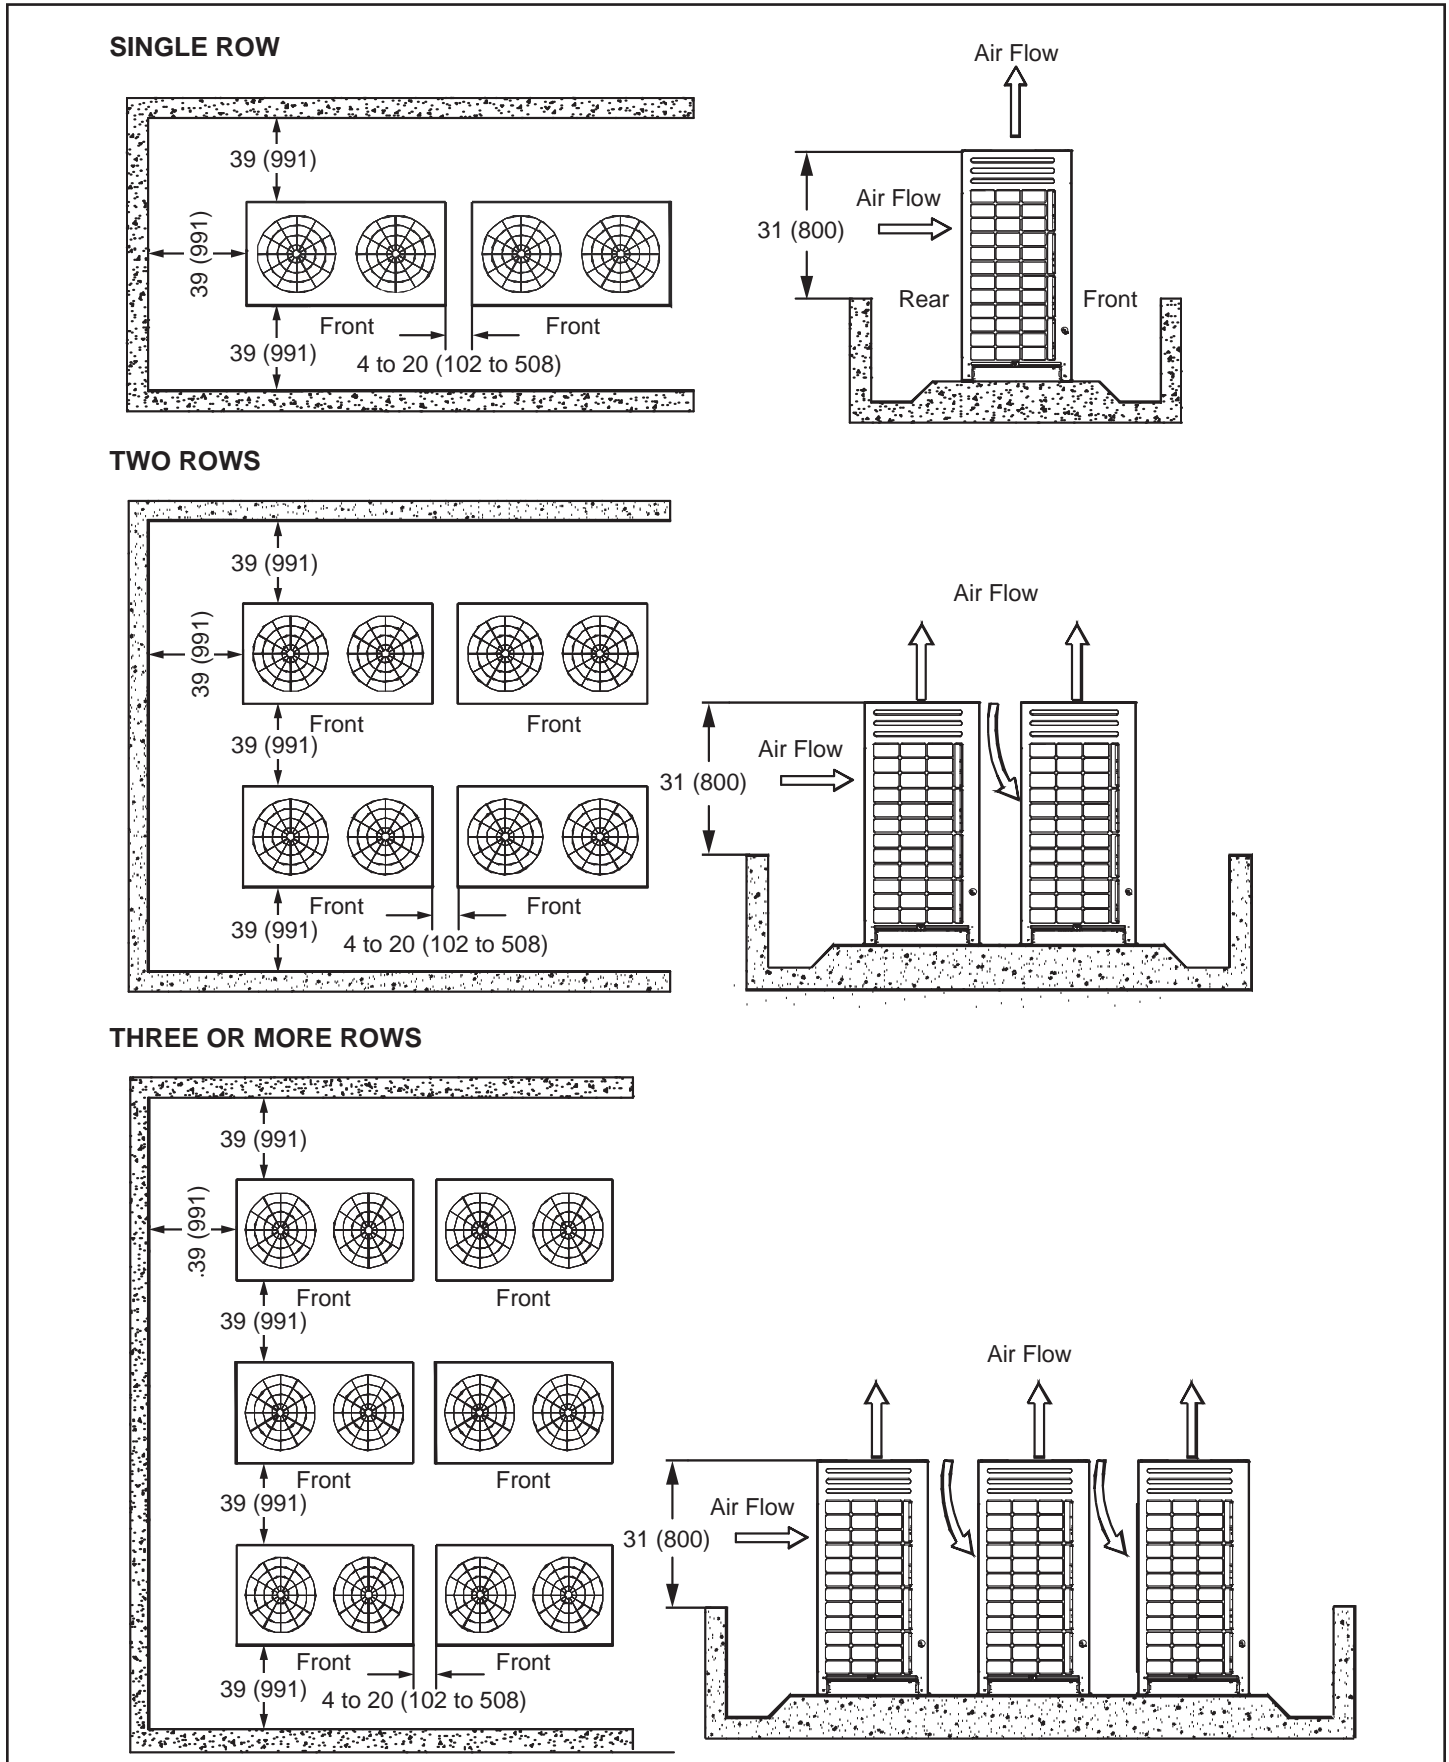 SINGLE ROW
Air Flow
39 (991)
39 (991)
31 (800)
Air Flow
Rear
Front
Front
Front
39 (991)
4 to 20 (102 to 508)
TWO ROWS
39 (991)
39 (991)
Air Flow
Front
Front
39 (991)
Air Flow
31 (800)
Front
Front
39 (991)
4 to 20 (102 to 508)
THREE OR MORE ROWS
39 (991)
.39 (991)
Front
Front
39 (991)
Air Flow
Front
Front
39 (991)
Air Flow
31 (800)
Front
Front
39 (991)
4 to 20 (102 to 508)